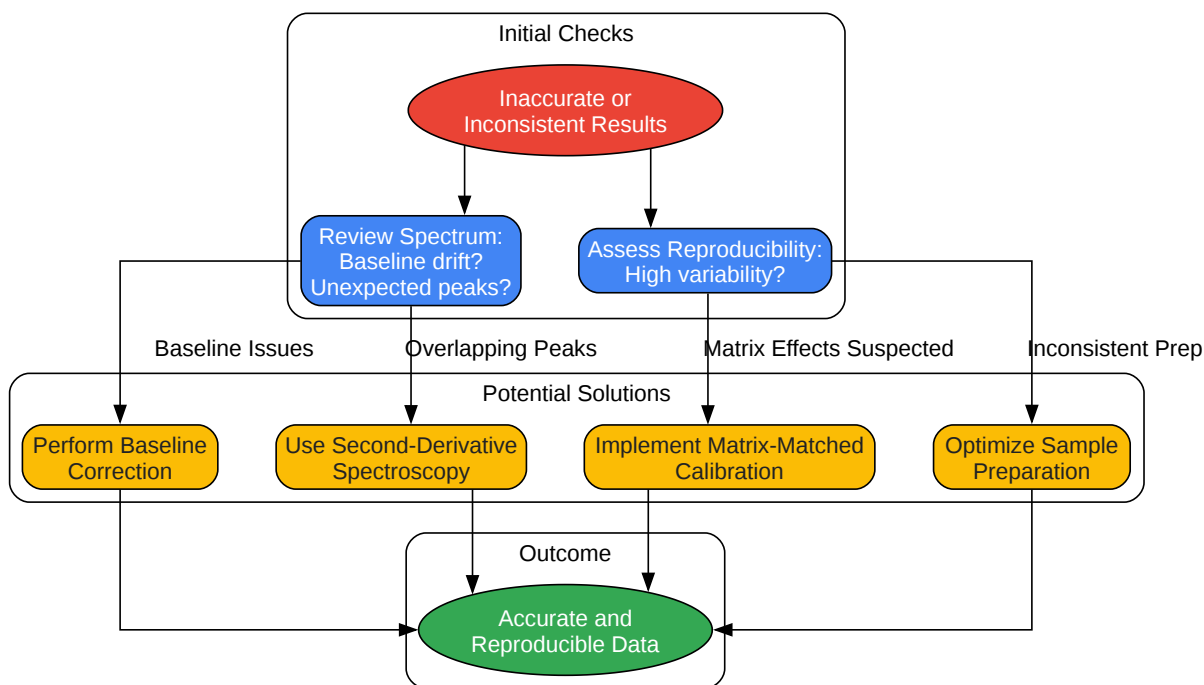 Initial Checks
Inaccurate or
Inconsistent Results
Review Spectrum:
Baseline drift?
Unexpected peaks?
Assess Reproducibility:
High variability?
Baseline Issues
Overlapping Peaks
Matrix Effects Suspected
Inconsistent Prep
Potential Solutions
Perform Baseline
Correction
Use Second-Derivative
Spectroscopy
Implement Matrix-Matched
Calibration
Optimize Sample
Preparation
Outcome
Accurate and
Reproducible Data